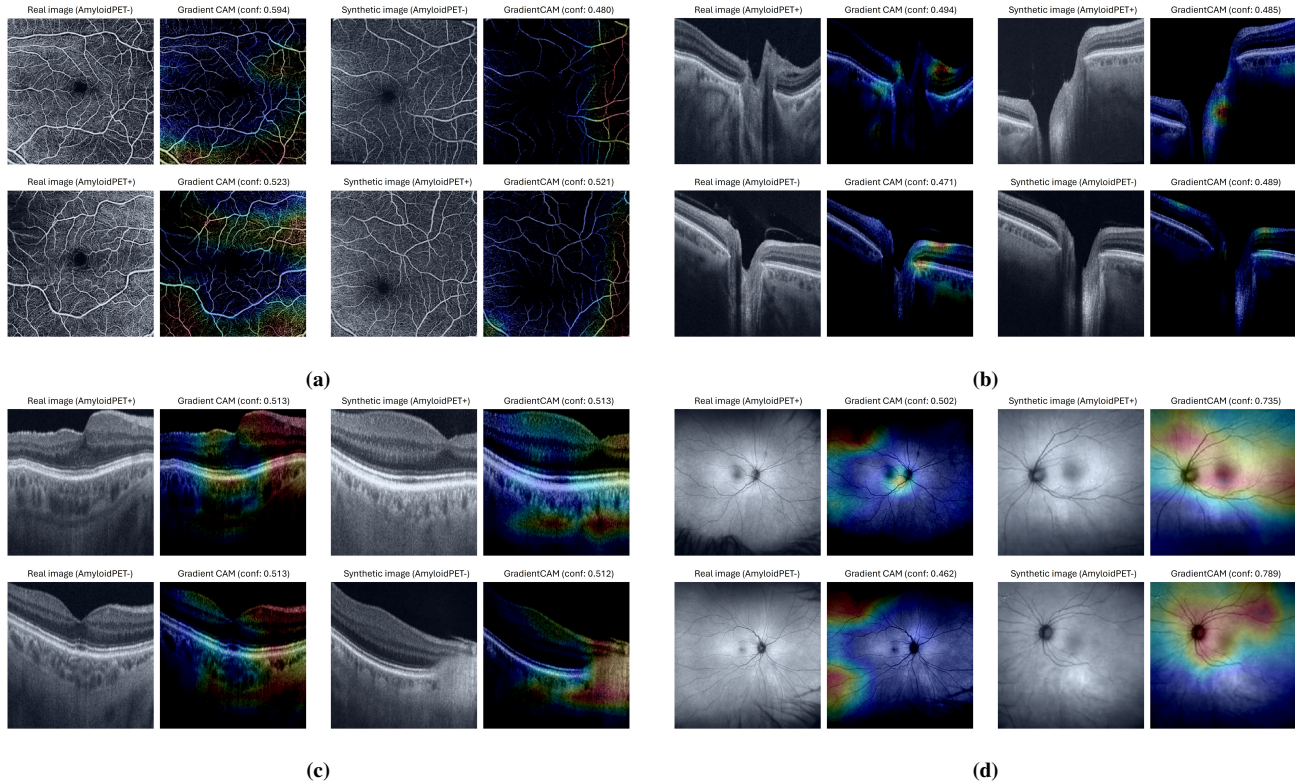 Real image (AmyloidPET-) Gradient CAM (conf: 0.594) Synthetic image (AmyloidPET-) GradientCAM (conf: 0.480)
Real image (AmyloidPET+) Gradient CAM (conf: 0.523) Synthetic image (AmyloidPET+) GradientCAM (conf: 0.521)
(a)
Real image (AmyloidPET+) Gradient CAM (conf: 0.494) Synthetic image (AmyloidPET+) GradientCAM (conf: 0.485)
Real image (AmyloidPET-) Gradient CAM (conf: 0.471) Synthetic image (AmyloidPET-) GradientCAM (conf: 0.489)
(b)
Real image (AmyloidPET+) Gradient CAM (conf: 0.513) Synthetic image (AmyloidPET+) GradientCAM (conf: 0.513)
Real image (AmyloidPET-) Gradient CAM (conf: 0.513) Synthetic image (AmyloidPET-) GradientCAM (conf: 0.512)
(c)
Real image (AmyloidPET+) Gradient CAM (conf: 0.502) Synthetic image (AmyloidPET+) GradientCAM (conf: 0.735)
Real image (AmyloidPET-) Gradient CAM (conf: 0.462) Synthetic image (AmyloidPET-) GradientCAM (conf: 0.789)
(d)